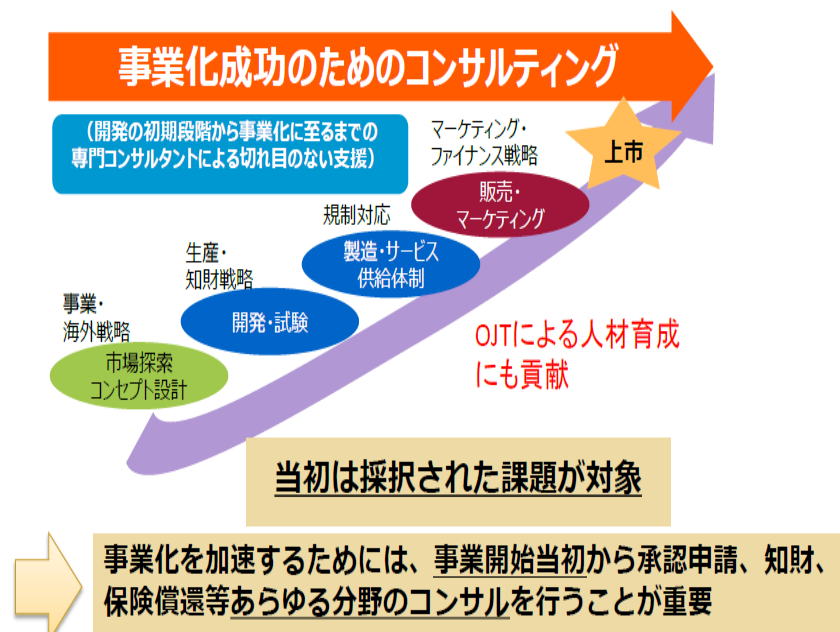 事業化成功のためのコンサルティング
（開発の初期段階から事業化に至るまでの
専門コンサルタントによる切れ目のない支援）
マーケティング・
ファイナンス戦略
上市
販売・
マーケティング
規制対応
製造・サービス
供給体制
生産・
知財戦略
開発・試験
事業・
海外戦略
市場探索
コンセプト設計
OJTによる人材育成
にも貢献
当初は採択された課題が対象
事業化を加速するためには、事業開始当初から承認申請、知財、
保険償還等あらゆる分野のコンサルを行うことが重要